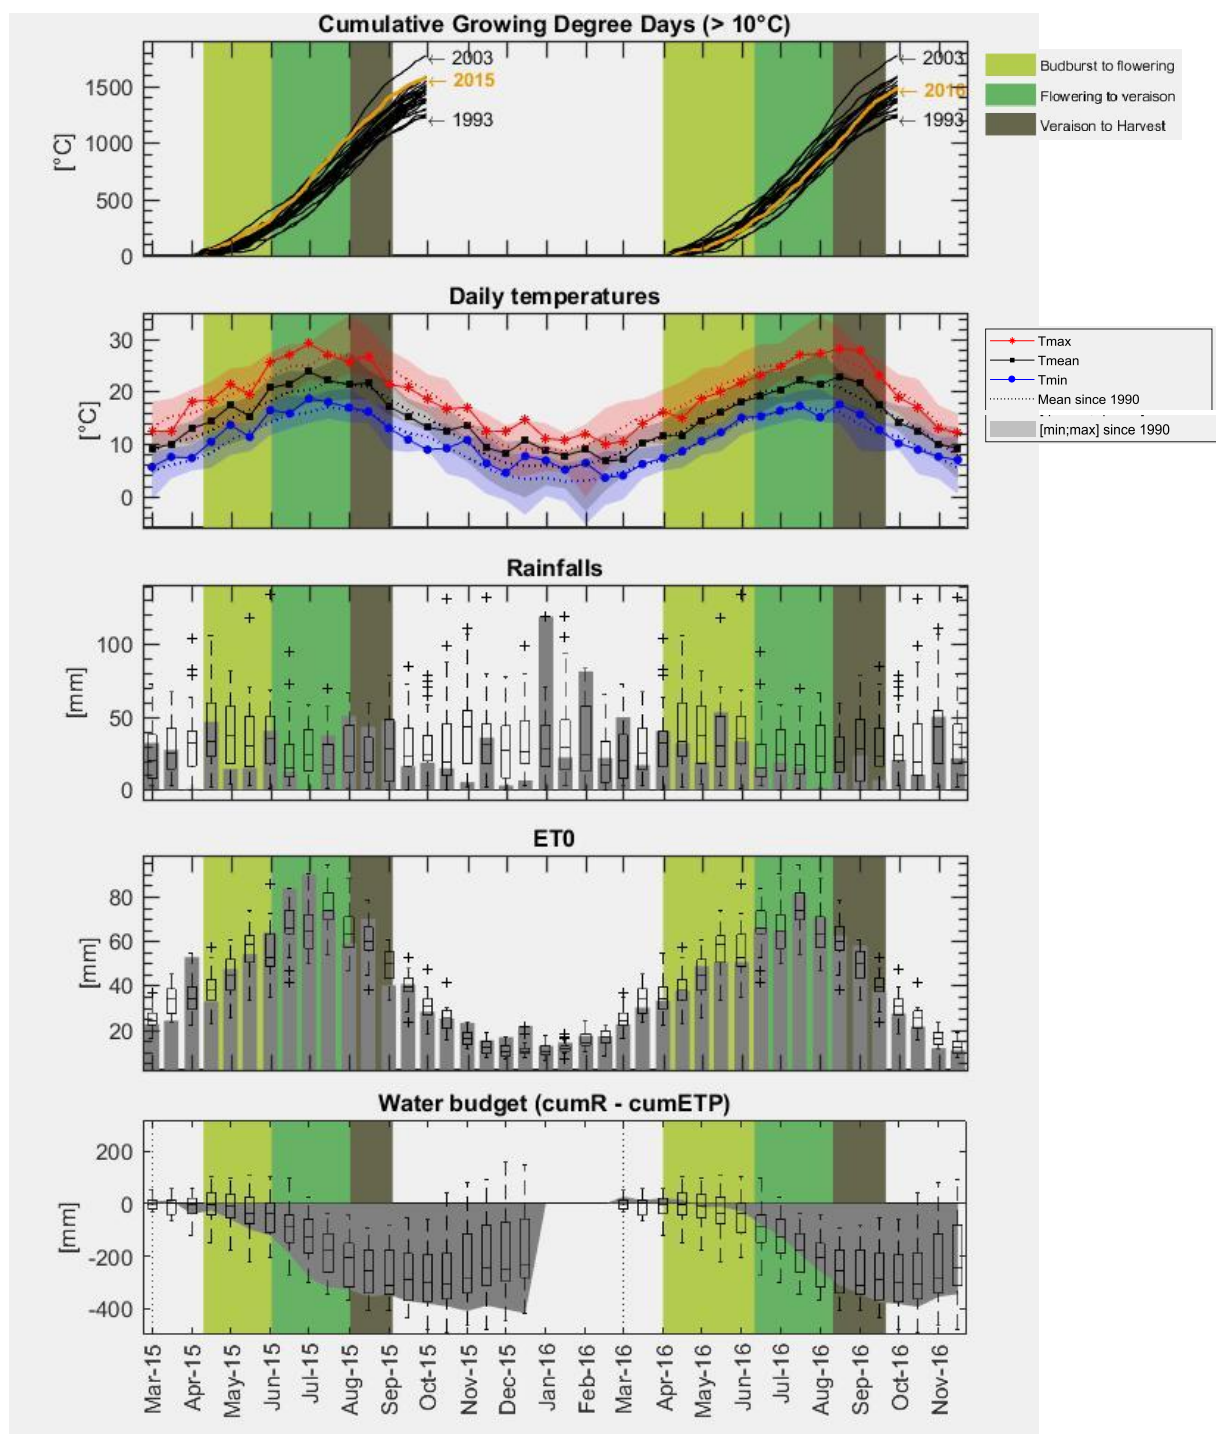 Cumulative Growing Degree Days (> 10°C)
[°C]
1500
1000
500
0
← 2003
← 2015
← 1993
← 2003
← 2016
← 1993
Budburst to flowering
Flowering to veraison
Veraison to Harvest
Daily temperatures
[°C]
30
20
10
0
Tmax
Tmean
Tmin
Mean since 1990
[min;max] since 1990
Rainfalls
[mm]
100
50
0
ET0
[mm]
80
60
40
20
Water budget (cumR - cumETP)
[mm]
200
0
-200
-400
Mar-15
Apr-15
May-15
Jun-15
Jul-15
Aug-15
Sep-15
Oct-15
Nov-15
Dec-15
Jan-16
Feb-16
Mar-16
Apr-16
May-16
Jun-16
Jul-16
Aug-16
Sep-16
Oct-16
Nov-16